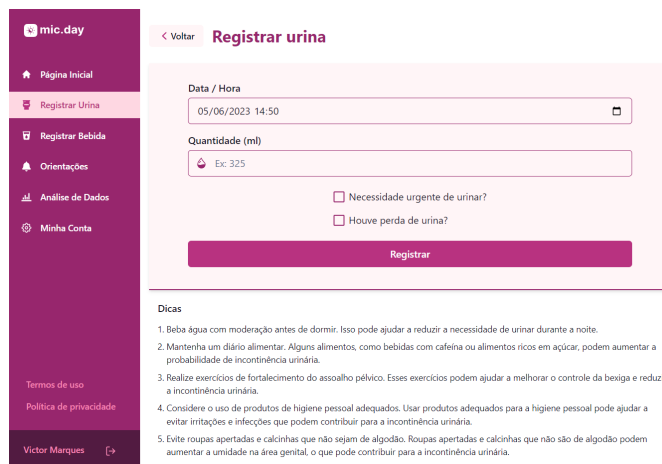 mic.day
Página Inicial
Registrar Urina
Registrar Bebida
Orientações
Análise de Dados
Minha Conta
Termos de uso
Política de privacidade
Victor Marques
Voltar
Registrar urina
Data / Hora
05/06/2023 14:50
Quantidade (ml)
Ex: 325
Necessidade urgente de urinar?
Houve perda de urina?
Registrar
Dicas
1. Beba água com moderação antes de dormir. Isso pode ajudar a reduzir a necessidade de urinar durante a noite.
2. Mantenha um diário alimentar. Alguns alimentos, como bebidas com cafeína ou alimentos ricos em açúcar, podem aumentar a
probabilidade de incontinência urinária.
3. Realize exercícios de fortalecimento do assoalho pélvico. Esses exercícios podem ajudar a melhorar o controle da bexiga e reduz
a incontinência urinária.
4. Considere o uso de produtos de higiene pessoal adequados. Usar produtos adequados para a higiene pessoal pode ajudar a
evitar irritações e infecções que podem contribuir para a incontinência urinária.
5. Evite roupas apertadas e calcinhas que não sejam de algodão. Roupas apertadas e calcinhas que não são de algodão podem
aumentar a umidade na área genital, o que pode contribuir para a incontinência urinária.